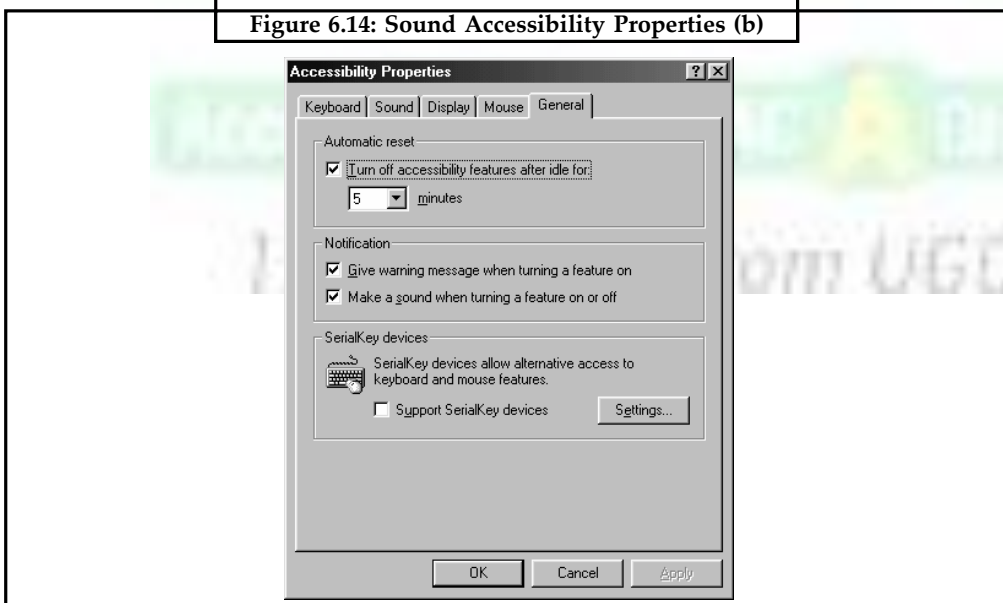 Figure 6.14: Sound Accessibility Properties (b)
Accessibility Properties
Keyboard Sound Display Mouse General
Automatic reset
Turn off accessibility features after idle for:
5 minutes
Notification
Give warning message when turning a feature on
Make a sound when turning a feature on or off
SerialKey devices
SerialKey devices allow alternative access to
keyboard and mouse features.
Support SerialKey devices Settings...
OK Cancel Apply